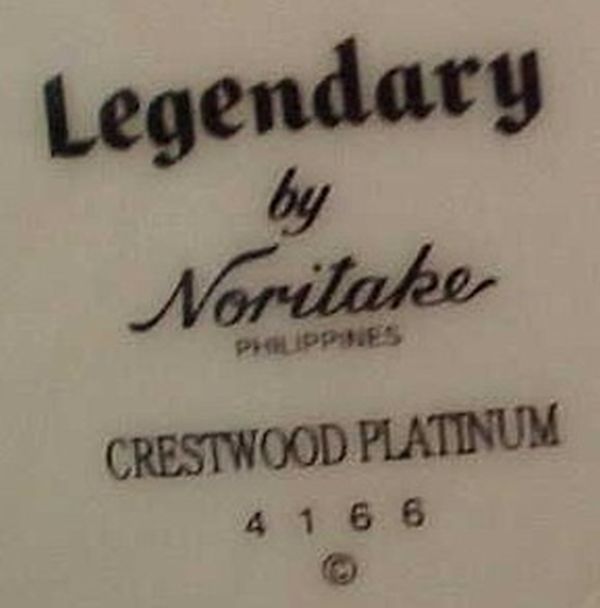 Legendary
by
Noritake
PHILIPPINES
CRESTWOOD PLATINUM
4166
©